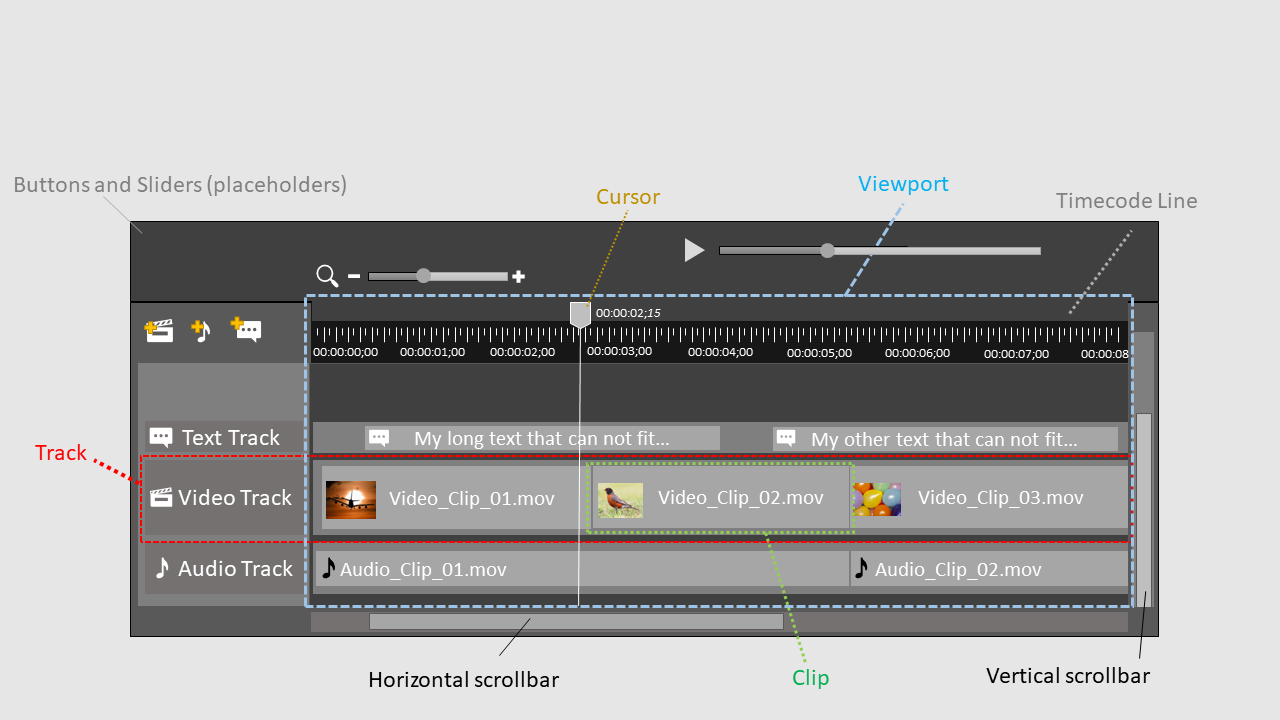 Buttons and Sliders (placeholders)
Cursor
Viewport
Timecode Line
00:00:02;15
00:00:00;00
00:00:01;00
00:00:02;00
00:00:03;00
00:00:04;00
00:00:05;00
00:00:06;00
00:00:07;00
00:00:08
Text Track
My long text that can not fit...
My other text that can not fit...
Track
Video Track
Video_Clip_01.mov
Video_Clip_02.mov
Video_Clip_03.mov
Audio Track
Audio_Clip_01.mov
Audio_Clip_02.mov
Horizontal scrollbar
Clip
Vertical scrollbar